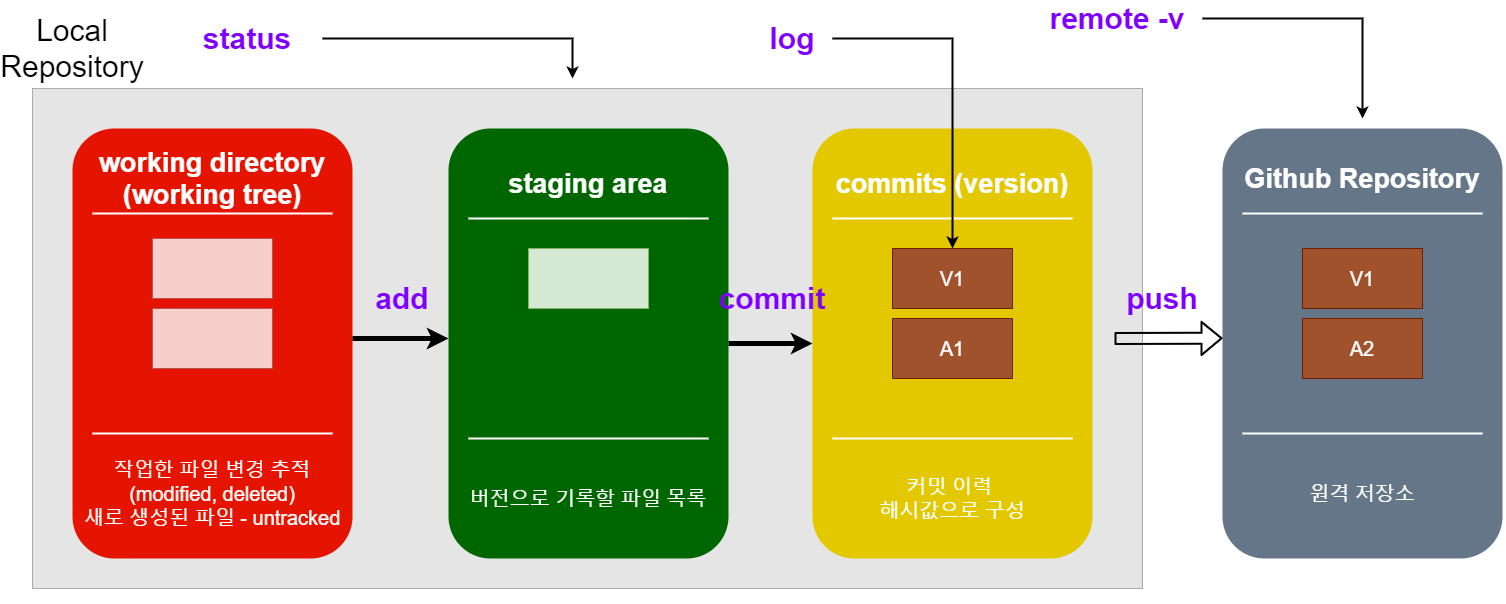 Local
Repository
status
log
remote -v
working directory
(working tree)
staging area
commits (version)
Github Repository
add
commit
push
V1
A1
V1
A2
작업한 파일 변경 추적
(modified, deleted)
새로 생성된 파일 - untracked
버전으로 기록할 파일 목록
커밋 이력
해시값으로 구성
원격 저장소